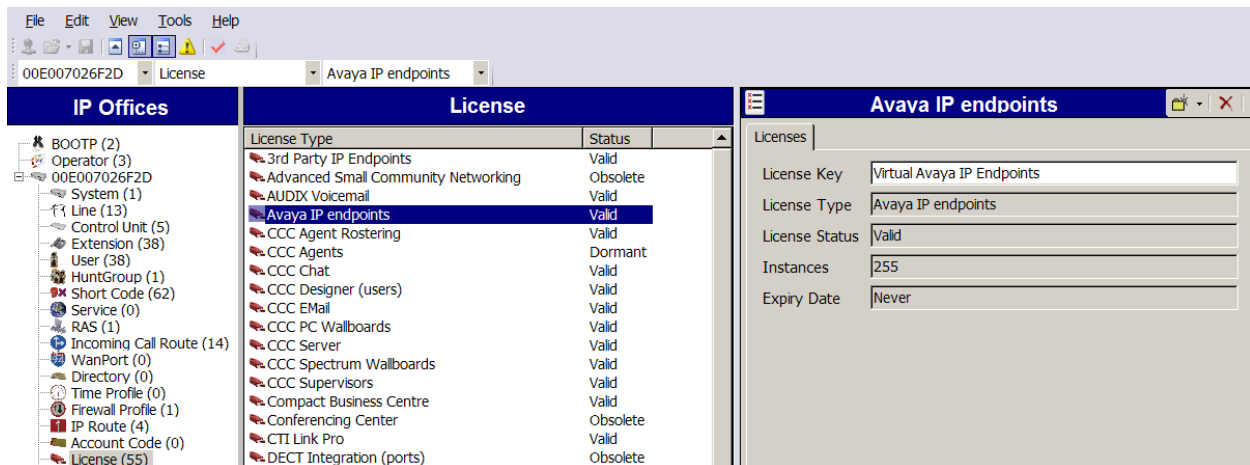 File Edit View Tools Help
00E007026F2D License Avaya IP endpoints
IP Offices
BOOTP (2)
Operator (3)
00E007026F2D
System (1)
Line (13)
Control Unit (5)
Extension (38)
User (38)
HuntGroup (1)
Short Code (62)
Service (0)
RAS (1)
Incoming Call Route (14)
WanPort (0)
Directory (0)
Time Profile (0)
Firewall Profile (1)
IP Route (4)
Account Code (0)
License (55)
License
License Type Status
3rd Party IP Endpoints Valid
Advanced Small Community Networking Obsolete
AUDIX Voicemail Valid
Avaya IP endpoints Valid
CCC Agent Rostering Valid
CCC Agents Dormant
CCC Chat Valid
CCC Designer (users) Valid
CCC EMail Valid
CCC PC Wallboards Valid
CCC Server Valid
CCC Spectrum Wallboards Valid
CCC Supervisors Valid
Compact Business Centre Valid
Conferencing Center Obsolete
CTI Link Pro Valid
DECT Integration (ports) Obsolete
Avaya IP endpoints
Licenses
License Key Virtual Avaya IP Endpoints
License Type Avaya IP endpoints
License Status Valid
Instances 255
Expiry Date Never